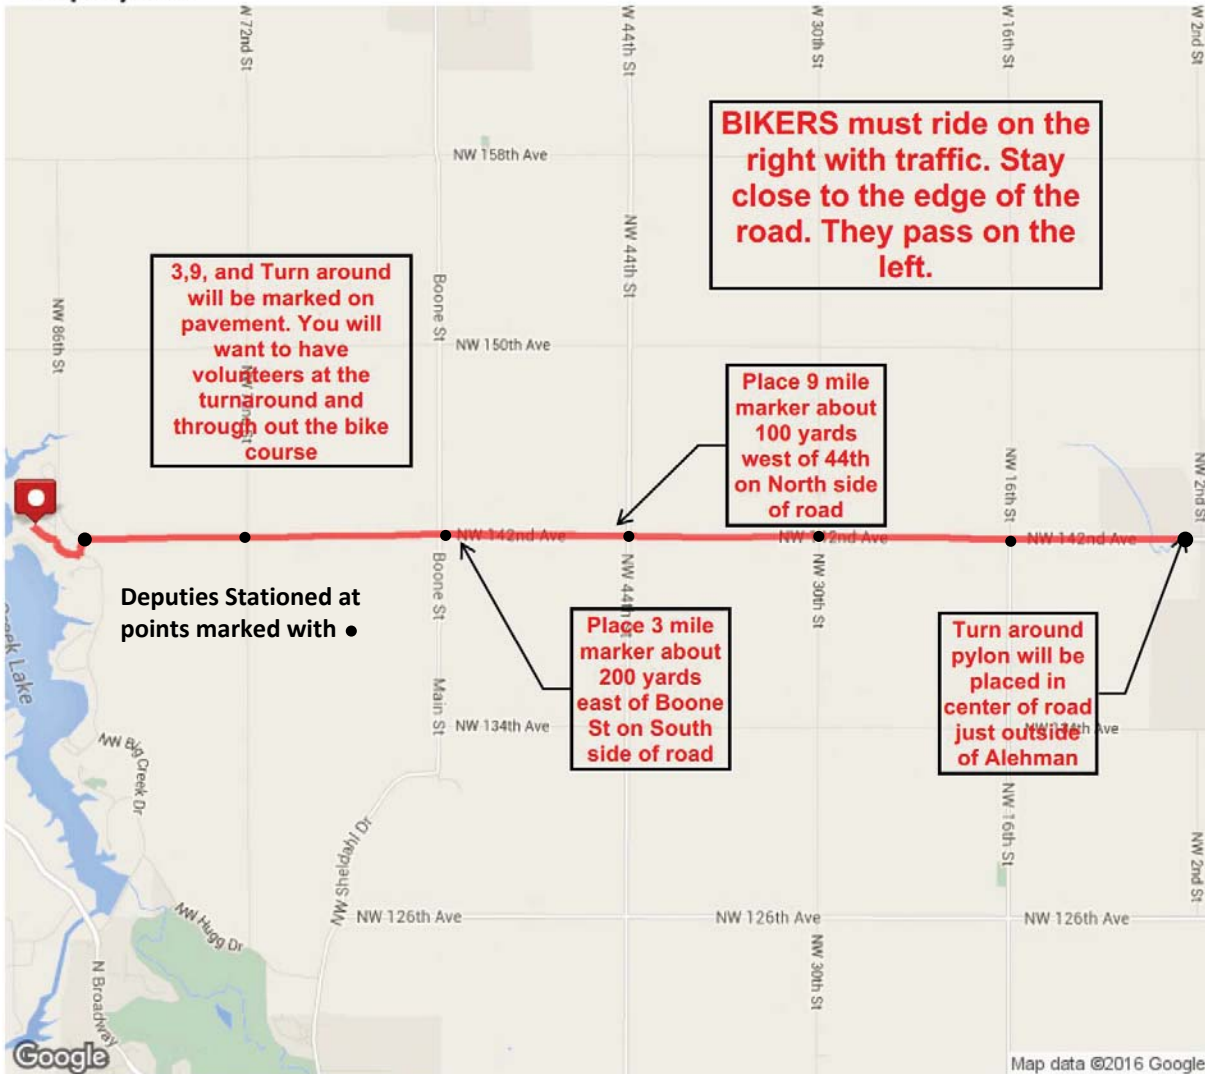 W 72nd St
W 44th St
W 30th St
W 16th St
W 2nd St
BIKERS must ride on the
right with traffic. Stay
close to the edge of the
road. They pass on the
left.
NW 158th Ave
NW 44th St
3,9, and Turn around
will be marked on
pavement. You will
want to have
volunteers at the
turnaround and
through out the bike
course
Boone St
NW 86th St
NW 150th Ave
Place 9 mile
marker about
100 yards
west of 44th
on North side
of road
NW 16th St
NW 2nd St
NW 142nd Ave
NW 142nd Ave
NW 142nd Ave
Deputies Stationed at
points marked with ●
Boone St
NW 44th St
NW 30th St
Place 3 mile
marker about
200 yards
east of Boone
St on South
side of road
Turn around
pylon will be
placed in
center of road
just outside
of Alehman
Creek Lake
Main St
NW 134th Ave
NW 134th Ave
NW Big Creek Dr
NW 16th St
NW Sheldahl Dr
NW 2nd St
NW Hugg Dr
NW 126th Ave
NW 126th Ave
NW 126th Ave
N Broadway
NW 30th St
Google
Map data ©2016 Google